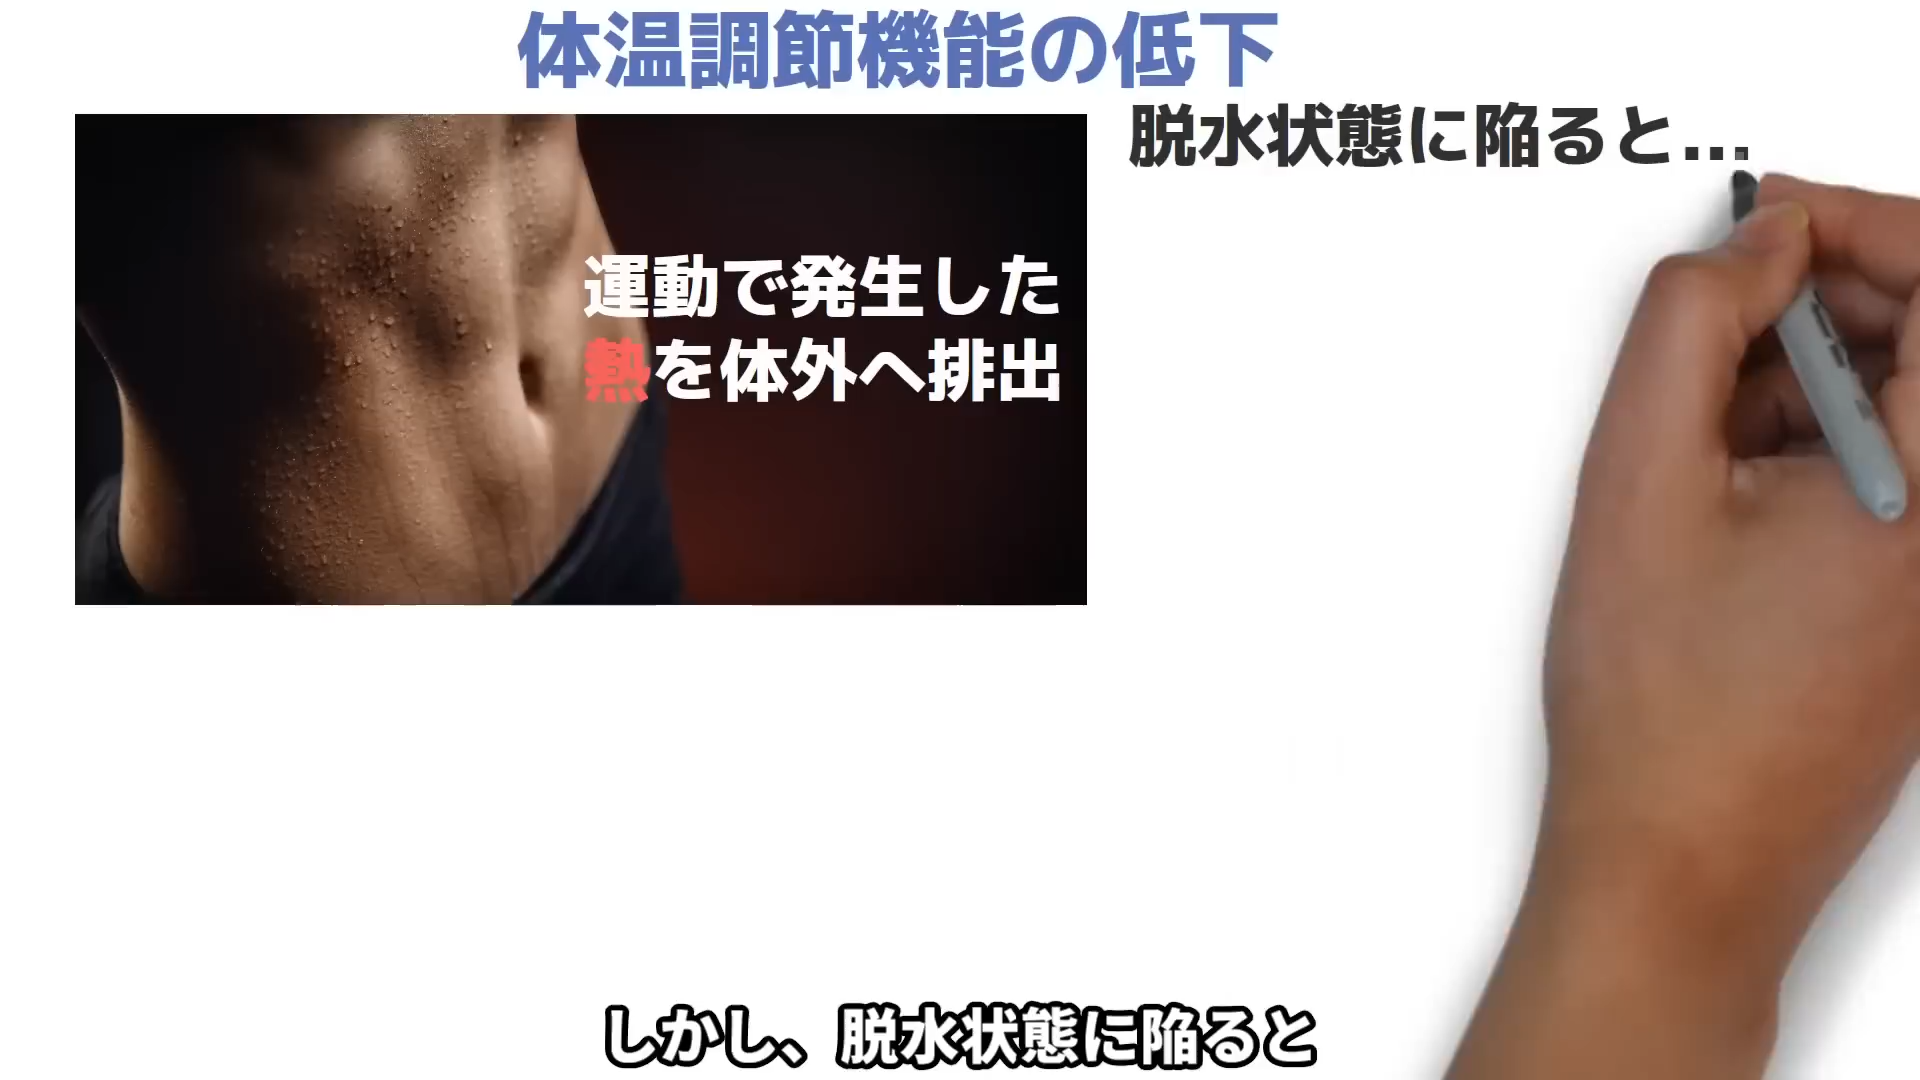 体温調節機能の低下
脱水状態に陥ると...
運動で発生した
熱を体外へ排出
しかし、脱水状態に陥ると